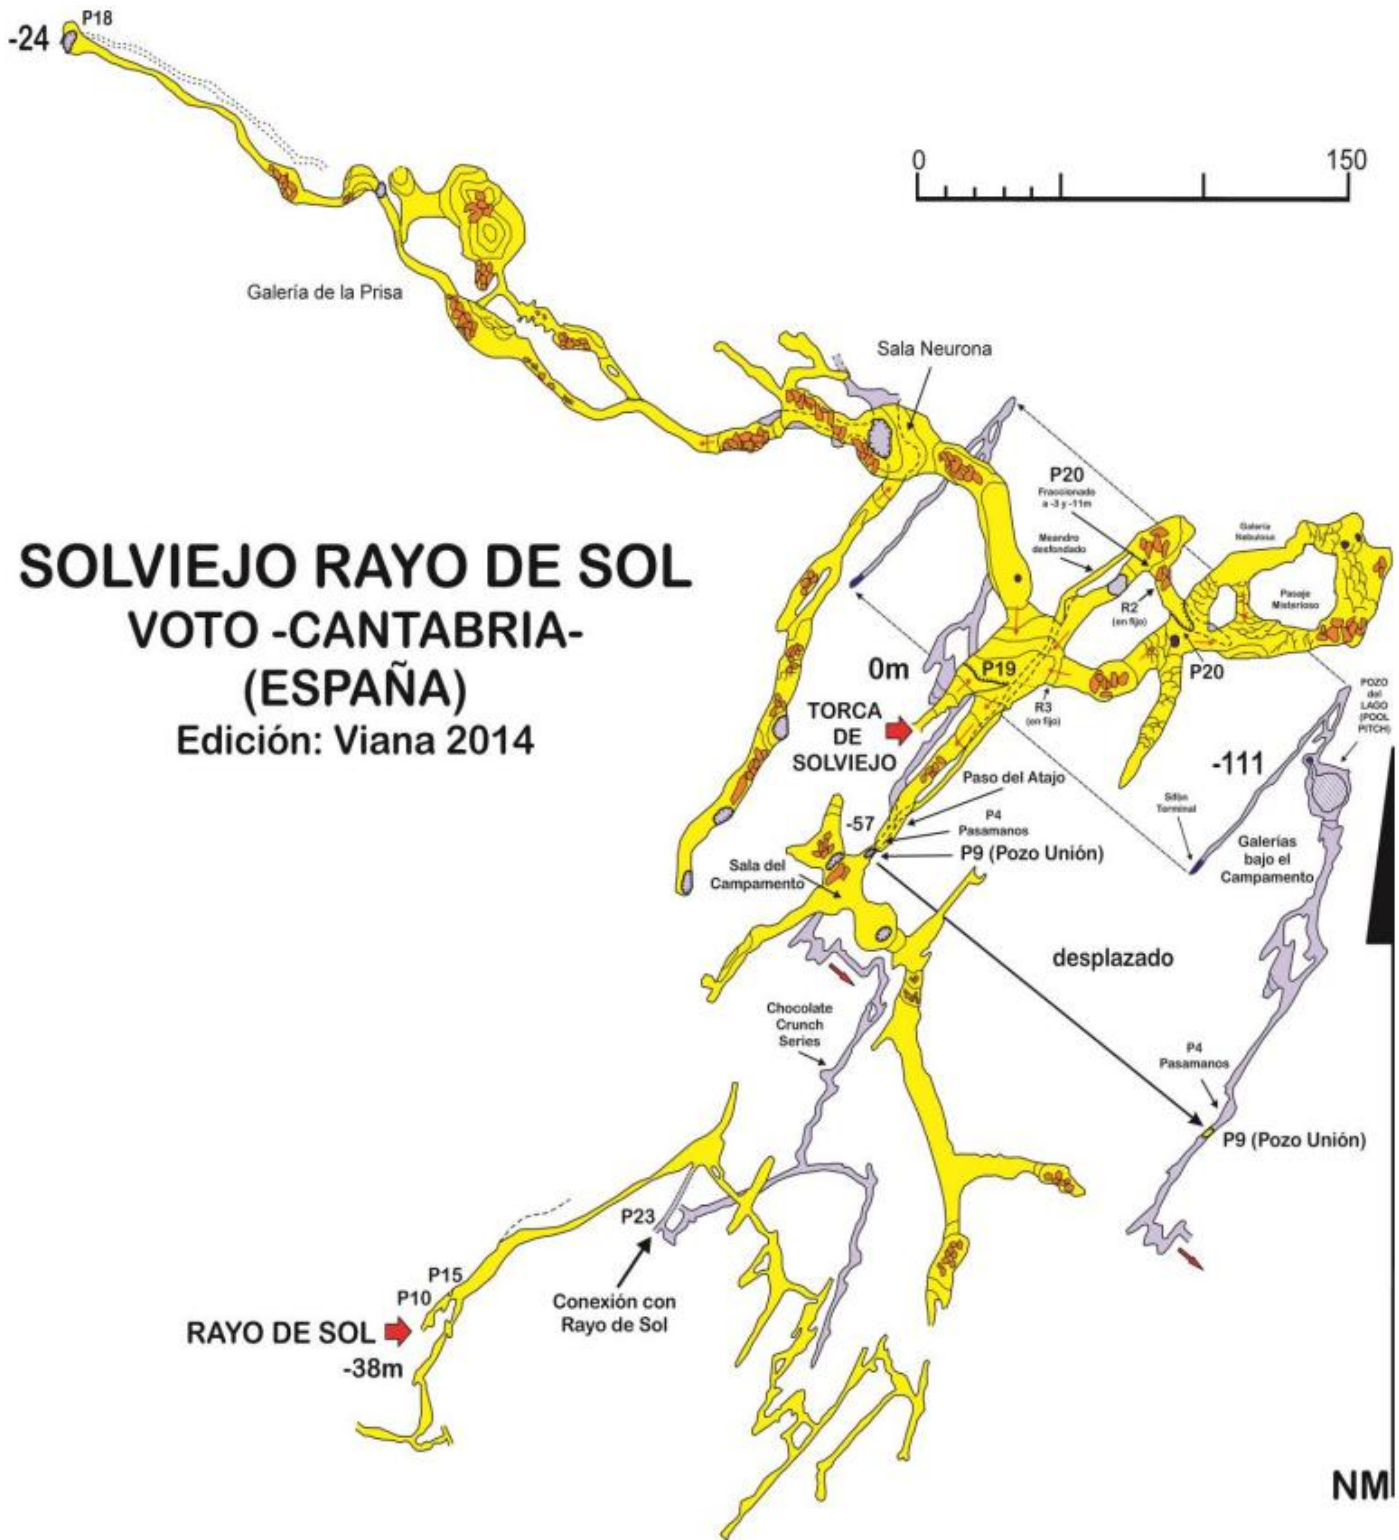 P18
-24
0
150
Galería de la Prisa
Sala Neurona
P20
Fraccionado
a -3 y -11m
Meandro
desfondado
Galería
Nebulosa
SOLVIEJO RAYO DE SOL
VOTO -CANTABRIA-
(ESPAÑA)
Edición: Viana 2014
Pasaje
Misterioso
R2
(en fijo)
0m
P19
P20
R3
(en fijo)
POZO
del
LAGO
(POOL
PITCH)
TORCA
DE
SOLVIEJO
-111
Paso del Atajo
Sifón
Terminal
-57
P4
Pasamanos
P9 (Pozo Unión)
Galerías
bajo el
Campamento
Sala del
Campamento
desplazado
Chocolate
Crunch
Series
P4
Pasamanos
P9 (Pozo Unión)
P23
P15
P10
Conexión con
Rayo de Sol
RAYO DE SOL
-38m
NM